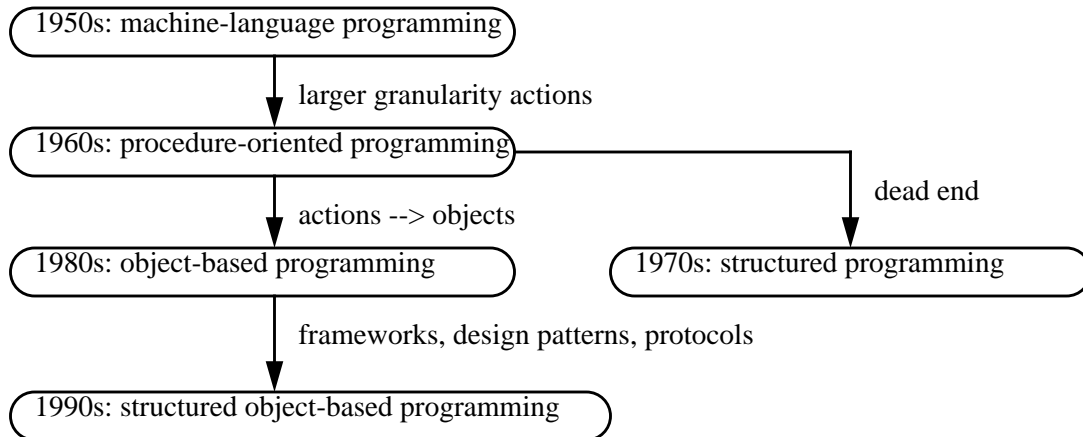 1950s: machine-language programming
larger granularity actions
1960s: procedure-oriented programming
dead end
actions --> objects
1980s: object-based programming
1970s: structured programming
frameworks, design patterns, protocols
1990s: structured object-based programming